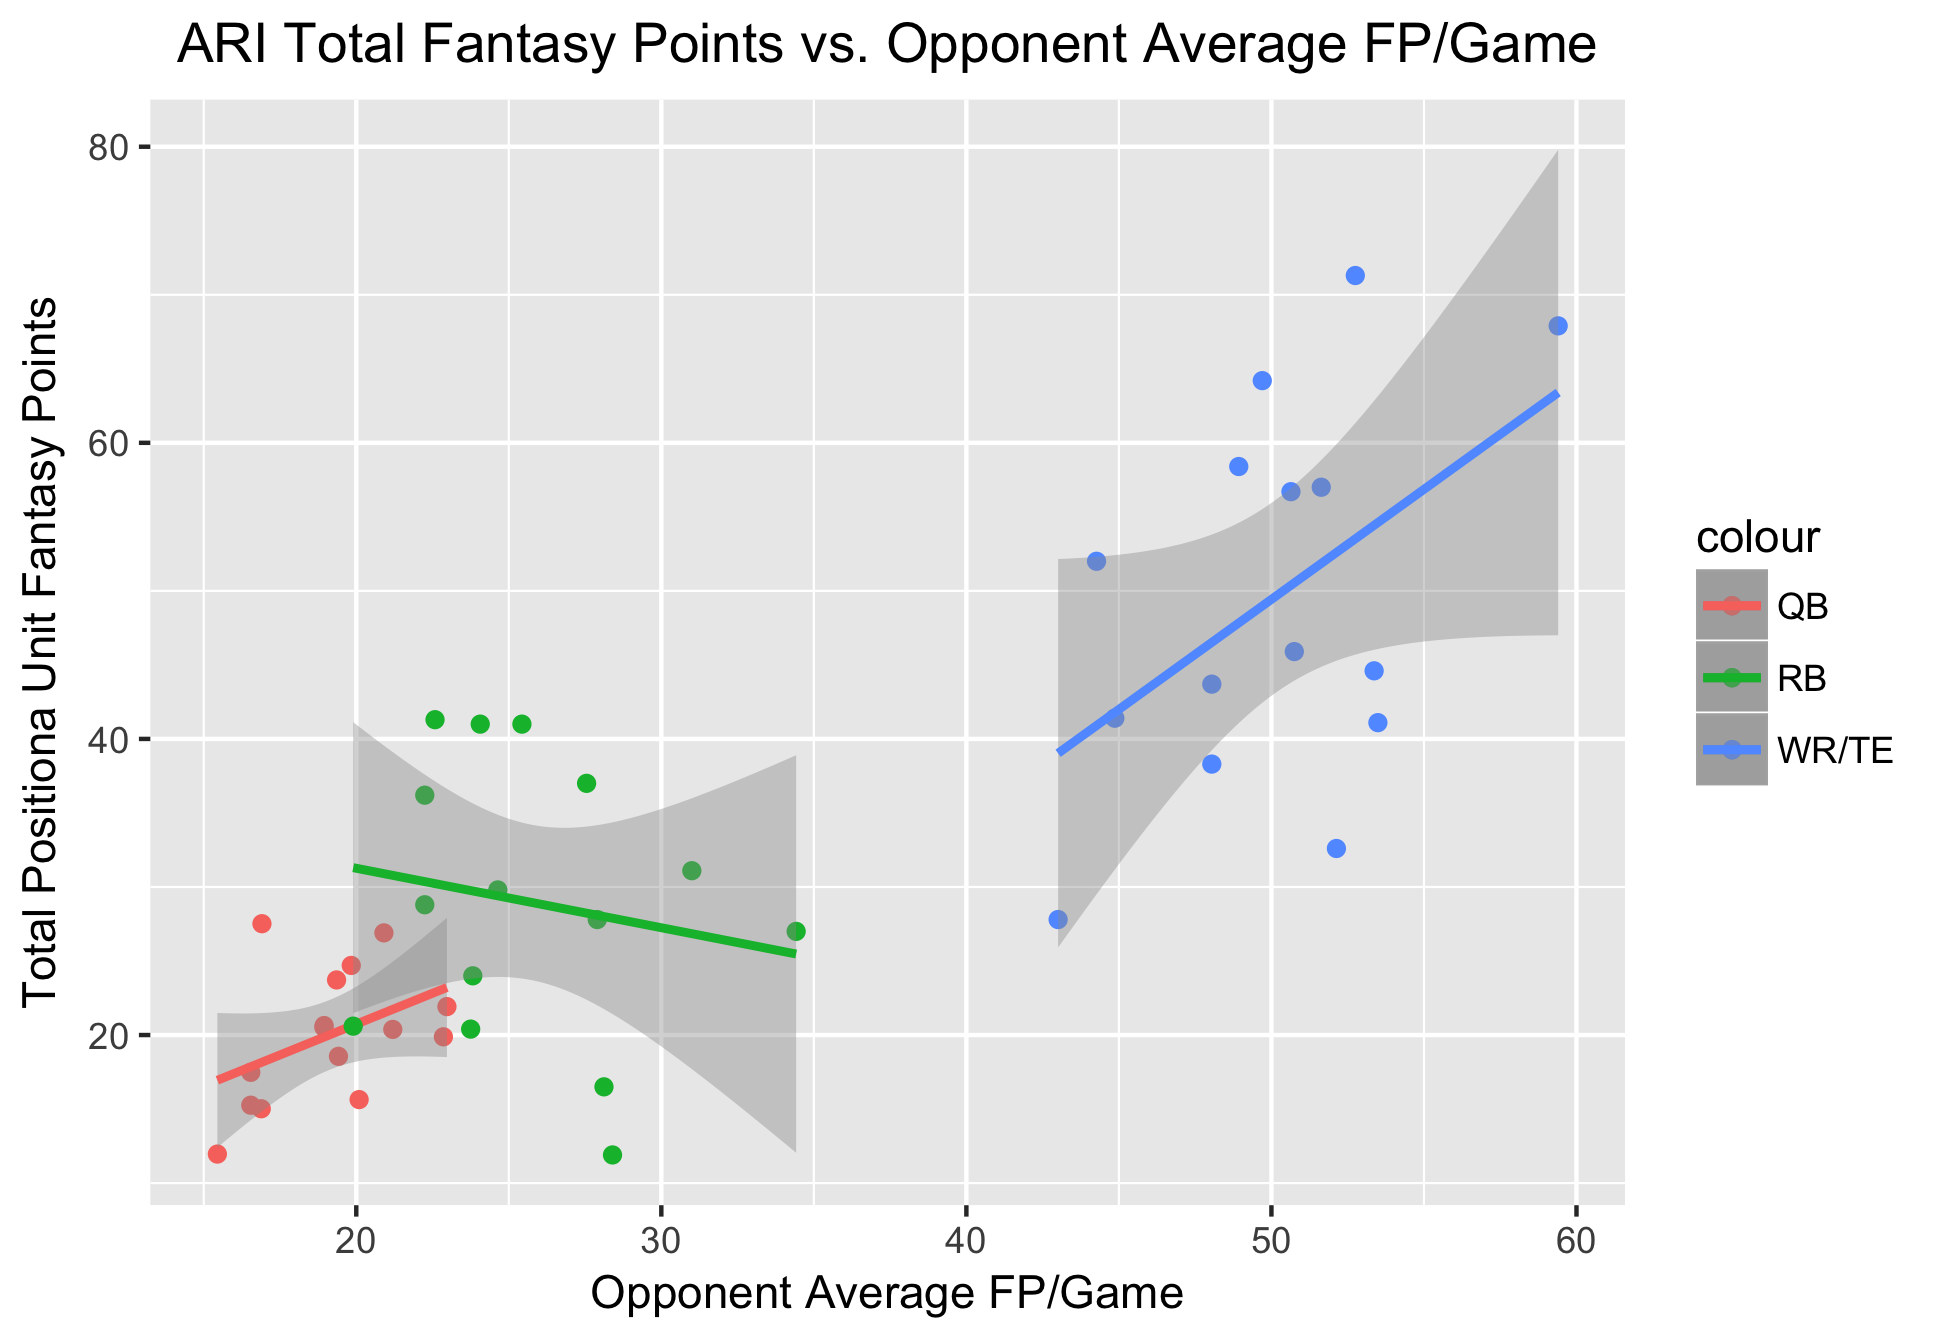 ARI Total Fantasy Points vs. Opponent Average FP/Game
Total Positiona Unit Fantasy Points
80
60
40
20
20 30 40 50 60
Opponent Average FP/Game
colour
QB
RB
WR/TE